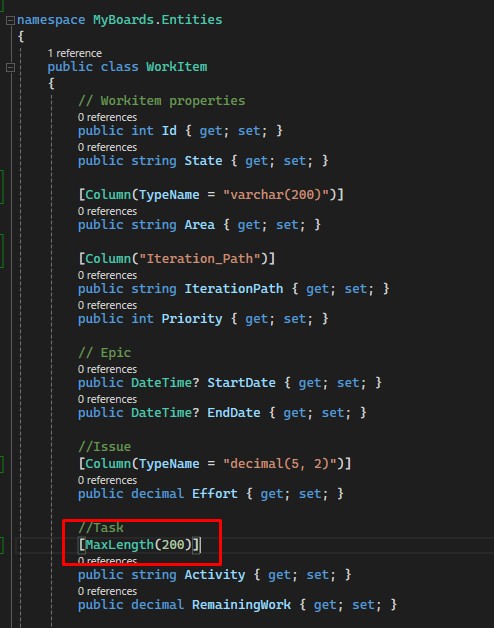 namespace MyBoards.Entities
{
1 reference
public class WorkItem
{
// Workitem properties
0 references
public int Id { get; set; }
0 references
public string State { get; set; }
[Column(TypeName = "varchar(200)")]
0 references
public string Area { get; set; }
[Column("Iteration_Path")]
0 references
public string IterationPath { get; set; }
0 references
public int Priority { get; set; }
// Epic
0 references
public DateTime? StartDate { get; set; }
0 references
public DateTime? EndDate { get; set; }
//Issue
[Column(TypeName = "decimal(5, 2)")]
0 references
public decimal Effort { get; set; }
//Task
[MaxLength(200)]
0 references
public string Activity { get; set; }
0 references
public decimal RemainingWork { get; set; }